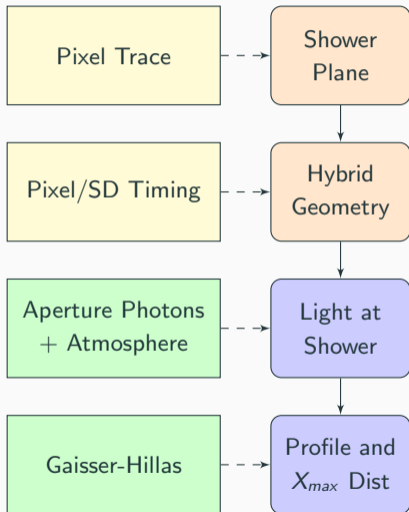 Pixel Trace
Shower
Plane
Pixel/SD Timing
Hybrid
Geometry
Aperture Photons
+ Atmosphere
Light at
Shower
Gaisser-Hillas
Profile and
Xmax Dist